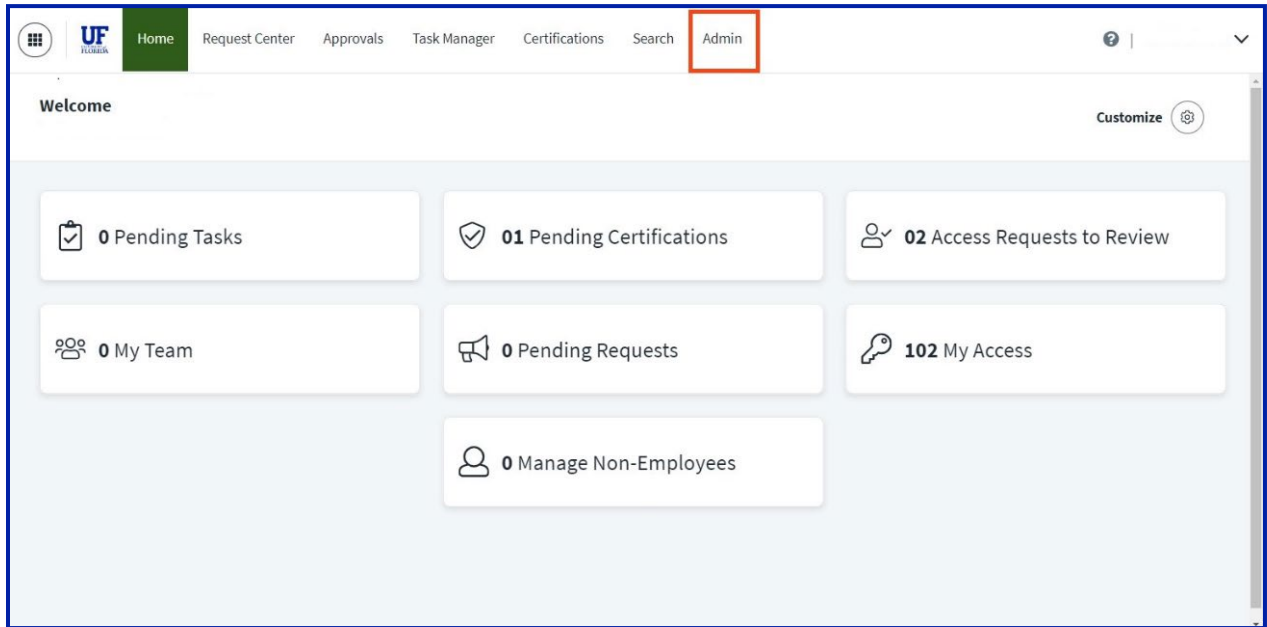 UF
FLORIDA
Home Request Center Approvals Task Manager Certifications Search Admin
Welcome
Customize
0 Pending Tasks
01 Pending Certifications
02 Access Requests to Review
0 My Team
0 Pending Requests
102 My Access
0 Manage Non-Employees